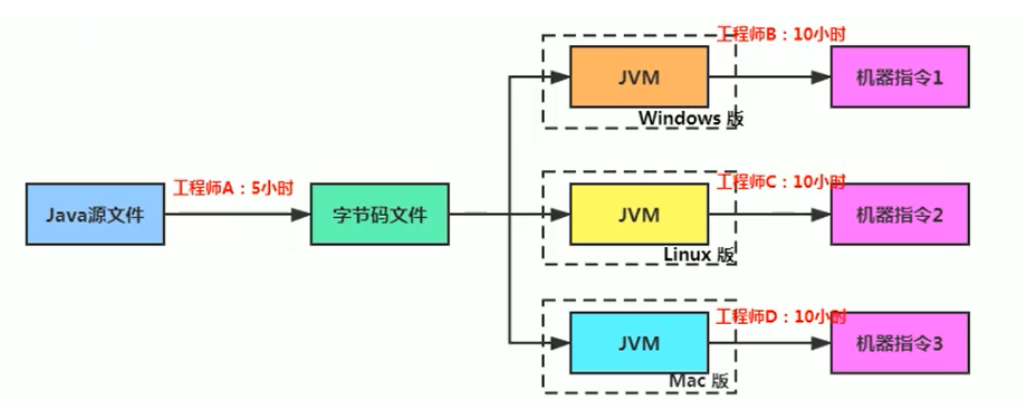 工程师B：10小时
JVM
机器指令1
Windows 版
工程师A：5小时
工程师C：10小时
Java源文件
字节码文件
JVM
机器指令2
Linux 版
工程师D：10小时
JVM
机器指令3
Mac 版